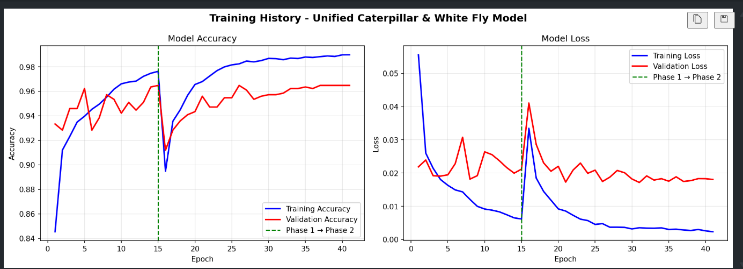 Training History - Unified Caterpillar & White Fly Model
Model Accuracy
0.98
0.96
0.94
0.92
0.90
0.88
0.86
0.84
Accuracy
0 5 10 15 20 25 30 35 40
Epoch
Training Accuracy
Validation Accuracy
Phase 1 → Phase 2
Model Loss
0.05
0.04
0.03
0.02
0.01
0.00
Loss
0 5 10 15 20 25 30 35 40
Epoch
Training Loss
Validation Loss
Phase 1 → Phase 2